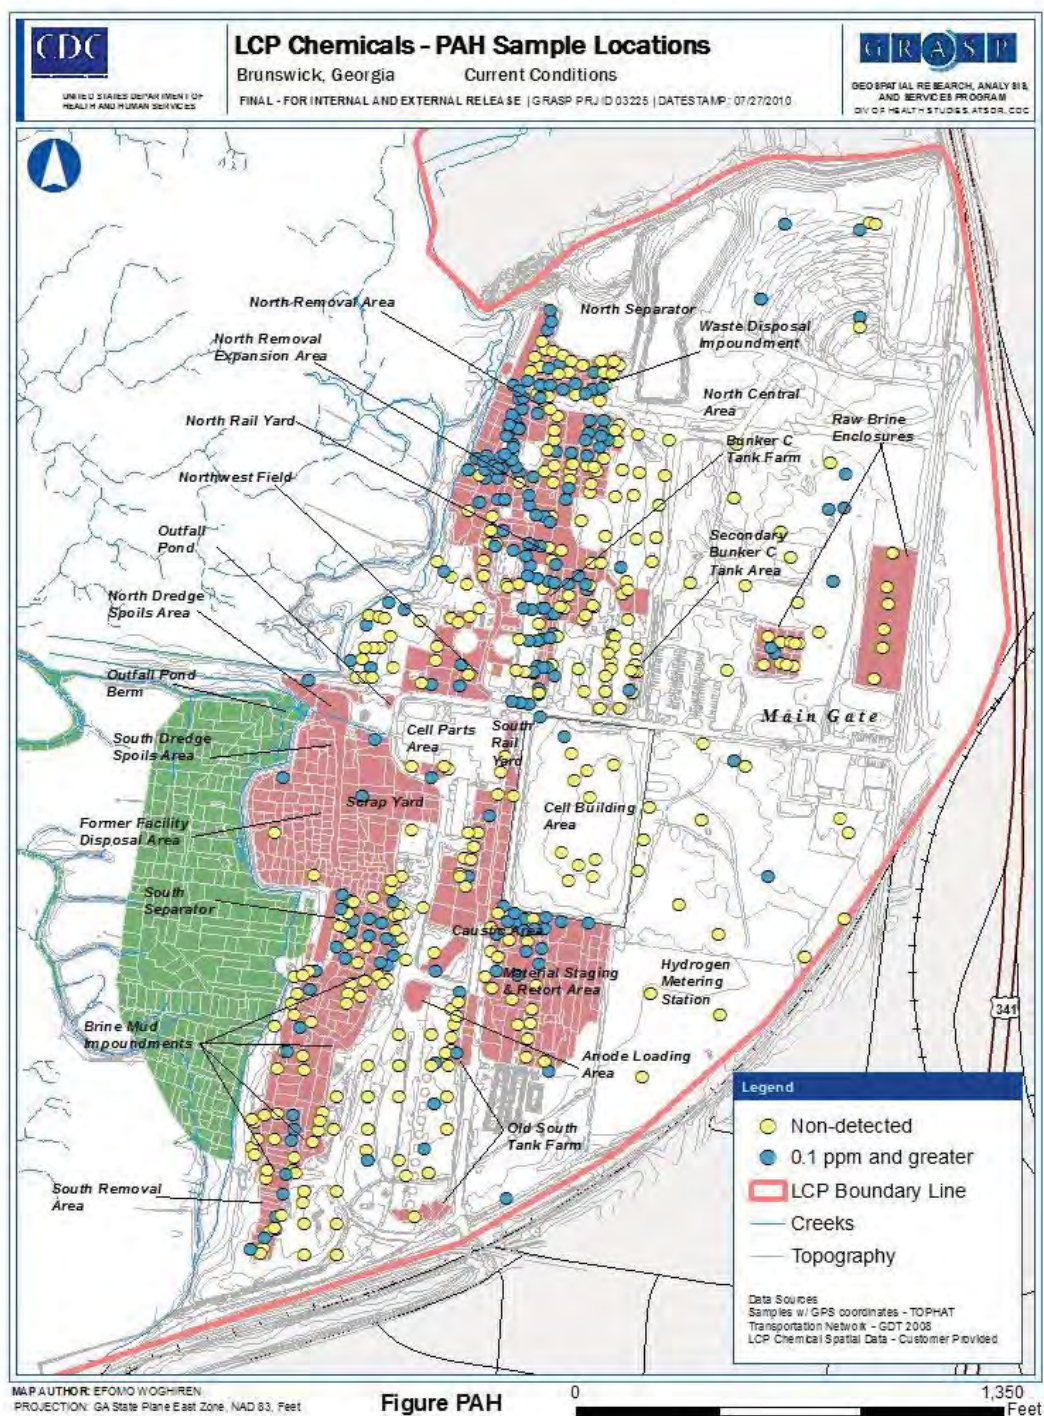 CDC
UNITED STATES DEPARTMENT OF
HEALTH AND HUMAN SERVICES
LCP Chemicals - PAH Sample Locations
Brunswick, Georgia Current Conditions
FINAL - FOR INTERNAL AND EXTERNAL RELEASE | GRASP PRJ ID 03225 | DATESTAMP: 07/27/2010
GRASP
GEOSPATIAL RESEARCH, ANALYSIS,
AND SERVICES PROGRAM
DIV OF HEALTH STUDIES, ATSDR, CDC
North Removal Area
North Separator
North Removal
Expansion Area
Waste Disposal
Impoundment
North Central
Area
North Rail Yard
Raw Brine
Enclosures
Bunker C
Tank Farm
Northwest Field
Outfall
Pond
Secondary
Bunker C
Tank Area
North Dredge
Spoils Area
Outfall Pond
Berm
Main Gate
South Dredge
Spoils Area
Cell Parts
Area
South
Rail
Yard
Scrap Yard
Cell Building
Area
Former Facility
Disposal Area
South
Separator
Caustic Area
Material Staging
& Retort Area
Hydrogen
Metering
Station
341
Brine Mud
Impoundments
Anode Loading
Area
Old South
Tank Farm
South Removal
Area
Legend
Non-detected
0.1 ppm and greater
LCP Boundary Line
Creeks
Topography
Data Sources
Samples w/ GPS coordinates - TOPHAT
Transportation Network - GDT 2008
LCP Chemical Spatial Data - Customer Provided
MAP AUTHOR: EFOMO WOGHIREN
PROJECTION: GA State Plane East Zone, NAD 83, Feet
Figure PAH
0 1,350
Feet